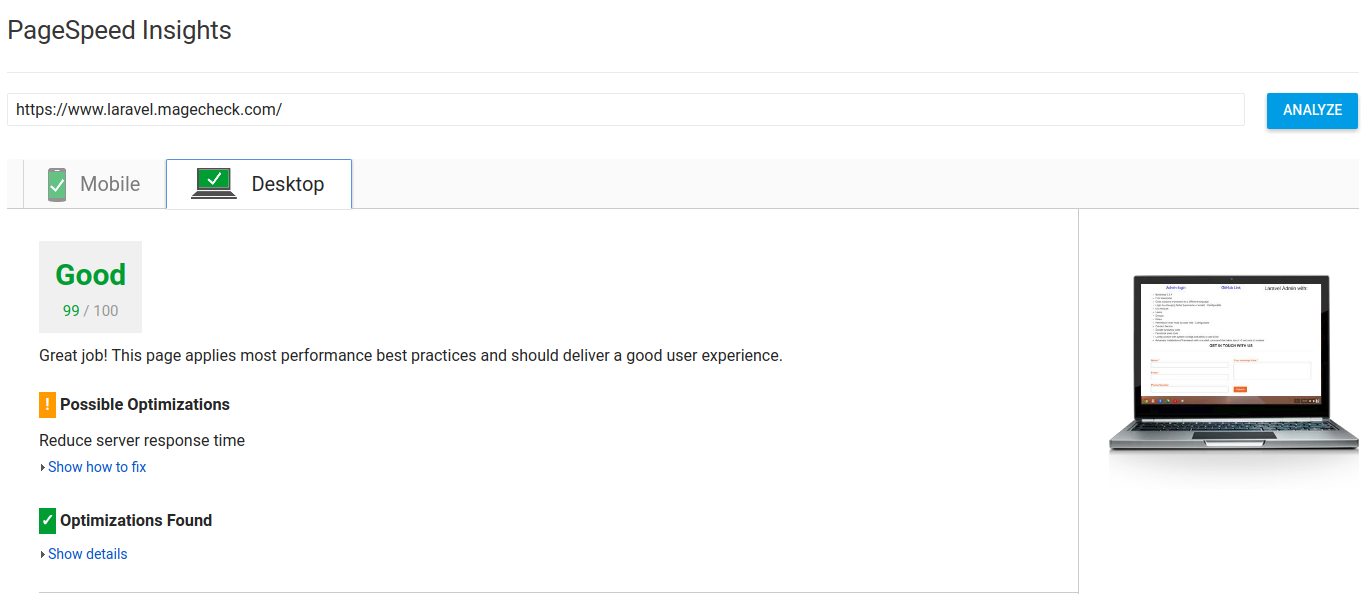 PageSpeed Insights
https://www.laravel.magecheck.com/
ANALYZE
Mobile
Desktop
Good
99 / 100
Great job! This page applies most performance best practices and should deliver a good user experience.
! Possible Optimizations
Reduce server response time
Show how to fix
Optimizations Found
Show details
Admin login
GitHub Link
Laravel Admin with:
GET IN TOUCH WITH US